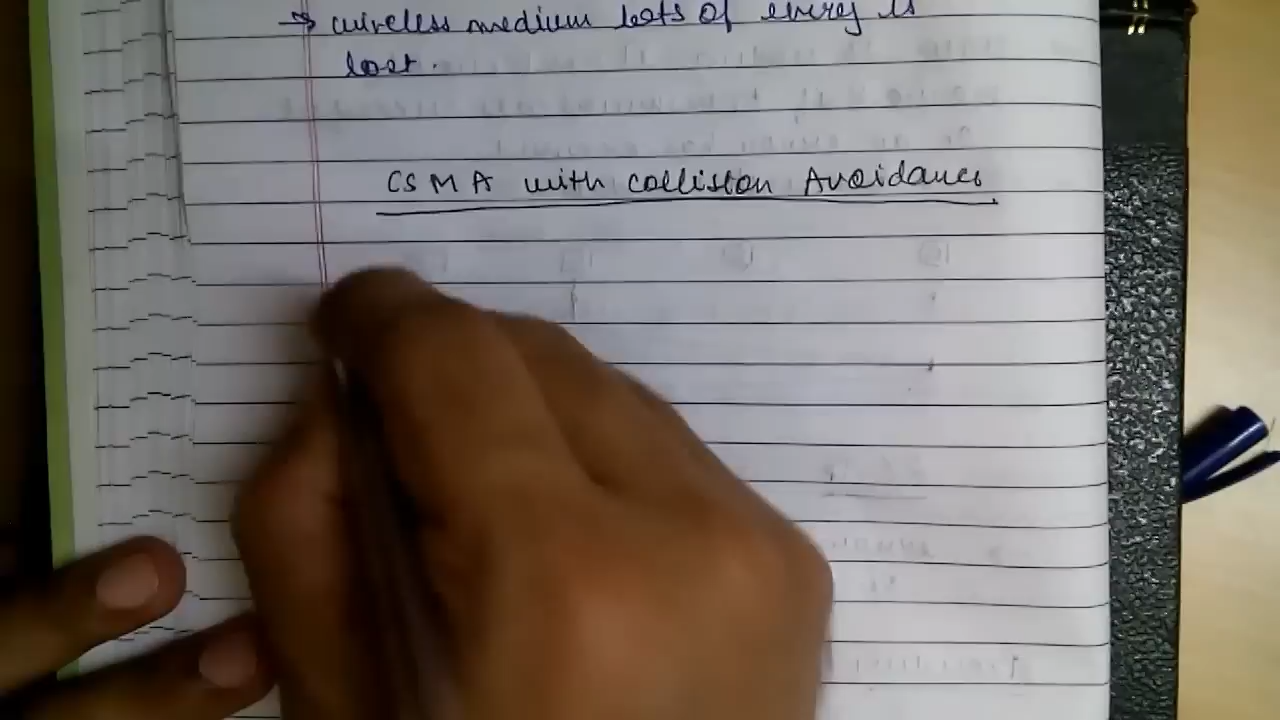 → wireless medium lots of energy is
lost.
CSMA with collision Avoidance